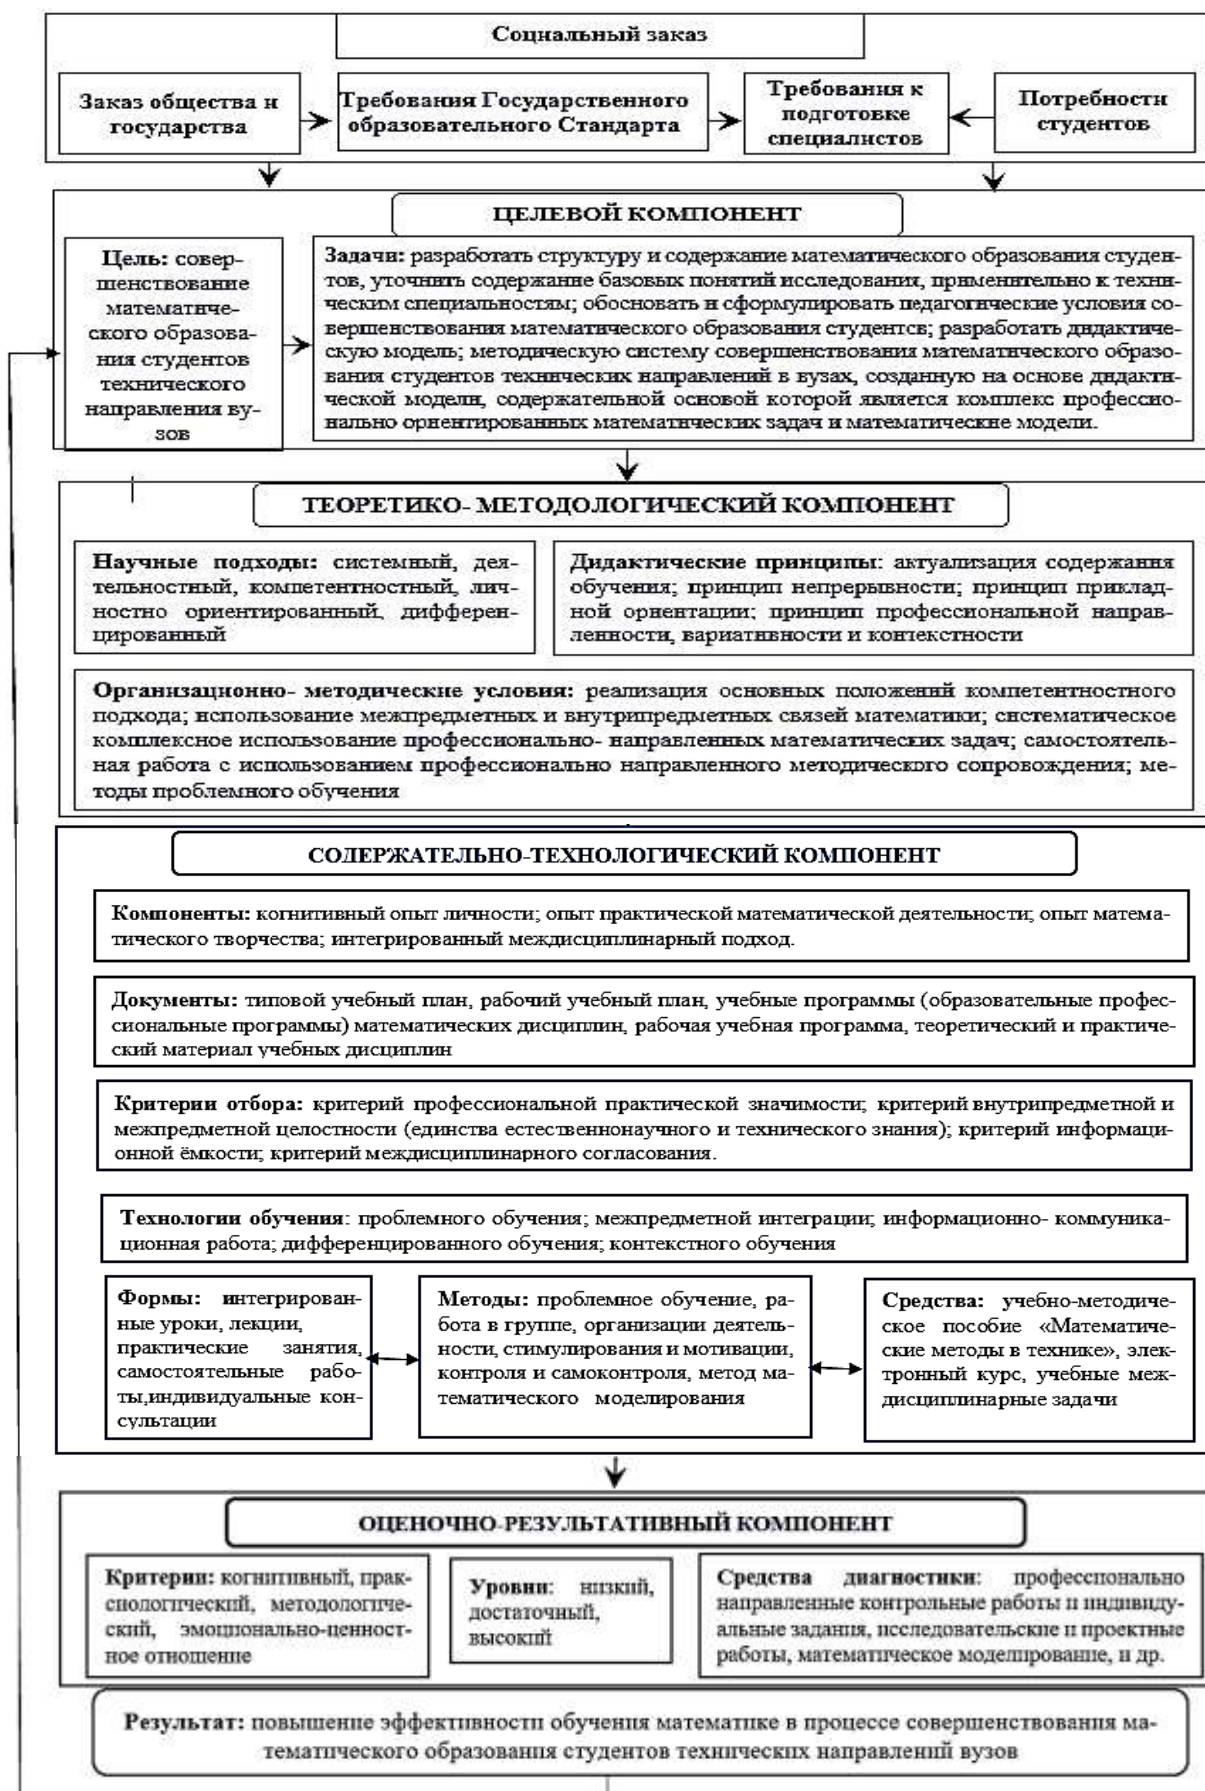 Социальный заказ
Заказ общества и
государства
Требования Государственного
образовательного Стандарта
Требования к
подготовке
специалистов
Потребности
студентов
ЦЕЛЕВОЙ КОМПОНЕНТ
Цель: совер-
шенствование
математиче-
ского образова-
ния студентов
технического
направления ву-
зов
Задачи: разработать структуру и содержание математического образования студен-
тов, уточнить содержание базовых понятий исследования, применительно к техни-
ческим специальностям; обосновать и сформулировать педагогические условия со-
вершенствования математического образования студентсв; разработать дидактиче-
скую модель; методическую систему совершенствования математического образо-
вания студентов технических направлений в вузах, созданную на основе дидакти-
ческой модели, содержательной основой которой является комплекс профессио-
нально ориентированных математических задач и математические модели.
ТЕОРЕТИКО- МЕТОДОЛОГИЧЕСКИЙ КОМПОНЕНТ
Научные подходы: системный, дея-
тельностный, компетентностный, лич-
ностно ориентированный, дифферен-
цированный
Дидактические принципы: актуализация содержания
обучения; принцип непрерывности; принцип приклад-
ной ориентации; принцип профессиональной направ-
ленности, вариативности и контекстности
Организационно- методические условия: реализация основных положений компетентностного
подхода; использование межпредметных и внутрипредметных связей математики; систематическое
комплексное использование профессионально- направленных математических задач; самостоятель-
ная работа с использованием профессионально направленного методического сопровождения; ме-
тоды проблемного обучения
СОДЕРЖАТЕЛЬНО-ТЕХНОЛОГИЧЕСКИЙ КОМПОНЕНТ
Компоненты: когнитивный опыт личности; опыт практической математической деятельности; опыт матема-
тического творчества; интегрированный междисциплинарный подход.
Документы: типовой учебный план, рабочий учебный план, учебные программы (образовательные профес-
сиональные программы) математических дисциплин, рабочая учебная программа, теоретический и практиче-
ский материал учебных дисциплин
Критерии отбора: критерий профессиональной практической значимости; критерий внутрипредметной и
межпредметной целостности (единства естественнонаучного и технического знания); критерий информаци-
онной ёмкости; критерий междисциплинарного согласования.
Технологии обучения: проблемного обучения; межпредметной интеграции; информационно- коммуника-
ционная работа; дифференцированного обучения; контекстного обучения
Формы: интегрирован-
ные уроки, лекции,
практические занятия,
самостоятельные рабо-
ты,индивидуальные кон-
сультации
Методы: проблемное обучение, ра-
бота в группе, организации деятель-
ности, стимулирования и мотивации,
контроля и самоконтроля, метод ма-
тематического моделирования
Средства: учебно-методиче-
ское пособие «Математиче-
ские методы в технике», элек-
тронный курс, учебные меж-
дисциплинарные задачи
ОЦЕНОЧНО-РЕЗУЛЬТАТИВНЫЙ КОМПОНЕНТ
Критерии: когнитивный, прак-
сиологический, методологиче-
ский, эмоционально-ценност-
ное отношение
Уровни: низкий,
достаточный,
высокий
Средства диагностики: профессионально
направленные контрольные работы и индивиду-
альные задания, исследовательские и проектные
работы, математическое моделирование, и др.
Результат: повышение эффективности обучения математике в процессе совершенствования ма-
тематического образования студентов технических направлений вузов